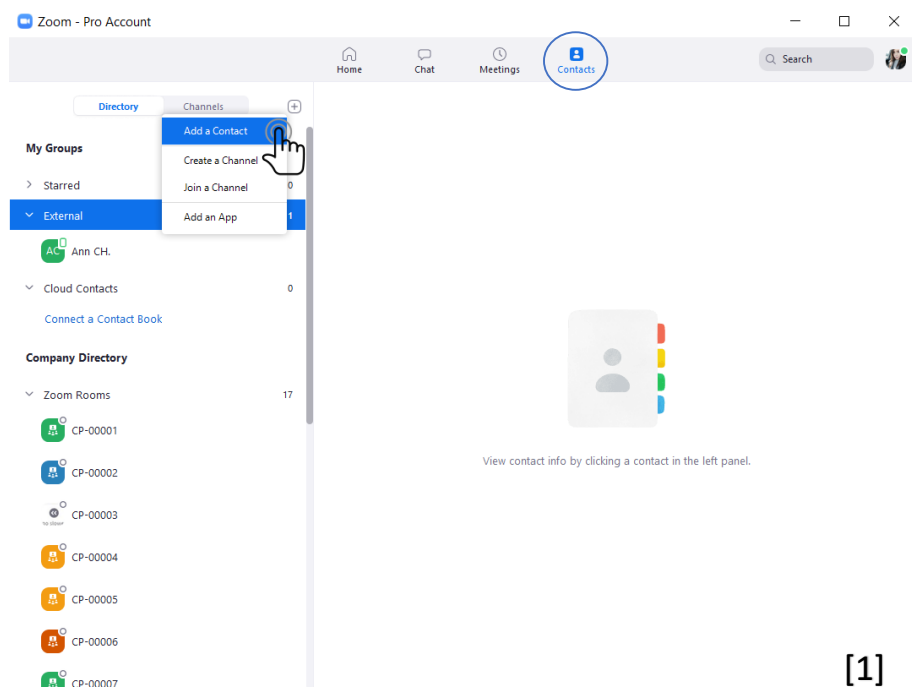 Zoom - Pro Account
Home
Chat
Meetings
Contacts
Search
Directory
Channels
Add a Contact
My Groups
Create a Channel
Starred
0
Join a Channel
External
1
Add an App
AC
Ann CH.
Cloud Contacts
0
Connect a Contact Book
Company Directory
Zoom Rooms
17
CP-00001
CP-00002
View contact info by clicking a contact in the left panel.
CP-00003
CP-00004
CP-00005
CP-00006
CP-00007
[1]